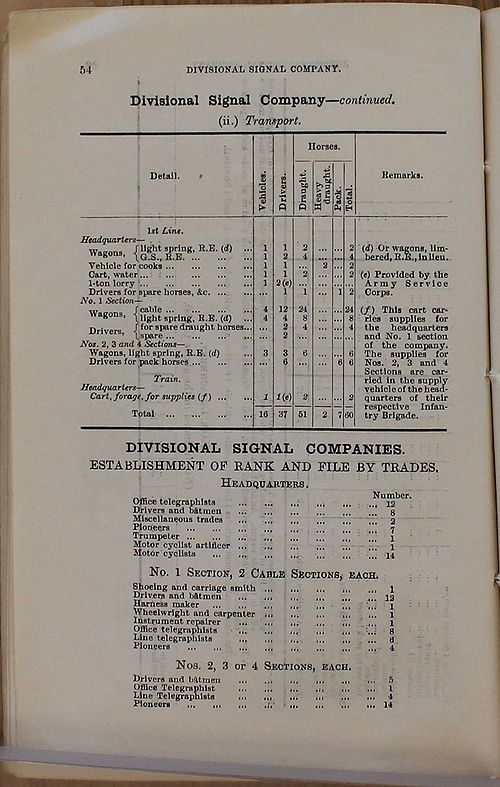 54 DIVISIONAL SIGNAL COMPANY.
Divisional Signal Company—continued.
(ii.) Transport.
Detail. Vehicles. Drivers. Horses. Draught. Heavy draught. Pack. Total. Remarks.
1st Line.
Headquarters—
Wagons, { light spring, R.E. (d) ... 1 1 2 ... ... 2 (d) Or wagons, lim-
G.S., R.E. ... ... ... ... 1 2 4 ... ... 4 bered, R.E., in lieu.
Vehicle for cooks ... ... ... ... 1 1 ... 2 ... 2
Cart, water ... ... ... ... ... 1 1 2 ... ... 2 (e) Provided by the
1-ton lorry ... ... ... ... ... 1 2(e) ... ... ... ... Army Service
Drivers for spare horses, &c. ... ... ... 1 1 ... 1 2 Corps.
No. 1 Section—
Wagons, { cable ... ... ... ... 4 12 24 ... ... 24 (f) This cart car-
light spring, R.E. (d) ... 4 4 8 ... ... 8 ries supplies for
Drivers, { for spare draught horses... ... 2 4 ... ... 4 the headquarters
spare ... ... ... ... ... 2 ... ... ... ... and No. 1 section
Nos. 2, 3 and 4 Sections— of the company.
Wagons, light spring, R.E. (d) ... 3 3 6 ... ... 6 The supplies for
Drivers for pack horses ... ... ... ... 6 ... ... 6 6 Nos. 2, 3 and 4
Sections are car-
Train. ried in the supply
Headquarters— vehicle of the head-
Cart, forage, for supplies (f) ... ... 1 1(e) 2 ... ... 2 quarters of their
respective Infan-
Total ... ... ... ... 16 37 51 2 7 60 try Brigade.
DIVISIONAL SIGNAL COMPANIES.
ESTABLISHMENT OF RANK AND FILE BY TRADES.
HEADQUARTERS.
Number.
Office telegraphists ... ... ... ... ... ... 12
Drivers and bátmen ... ... ... ... ... ... 8
Miscellaneous trades ... ... ... ... ... ... 2
Pioneers ... ... ... ... ... ... ... 7
Trumpeter ... ... ... ... ... ... ... 1
Motor cyclist artificer ... ... ... ... ... ... 1
Motor cyclists ... ... ... ... ... ... 14
NO. 1 SECTION, 2 CABLE SECTIONS, EACH.
Shoeing and carriage smith ... ... ... ... ... 1
Drivers and bátmen ... ... ... ... ... ... 12
Harness maker ... ... ... ... ... ... 1
Wheelwright and carpenter ... ... ... ... ... 1
Instrument repairer ... ... ... ... ... ... 1
Office telegraphists ... ... ... ... ... ... 8
Line telegraphists ... ... ... ... ... ... 6
Pioneers ... ... ... ... ... ... ... 4
NOS. 2, 3 OR 4 SECTIONS, EACH.
Drivers and bátmen ... ... ... ... ... ... 5
Office Telegraphist ... ... ... ... ... ... 1
Line Telegraphists ... ... ... ... ... ... 4
Pioneers ... ... ... ... ... ... ... 14